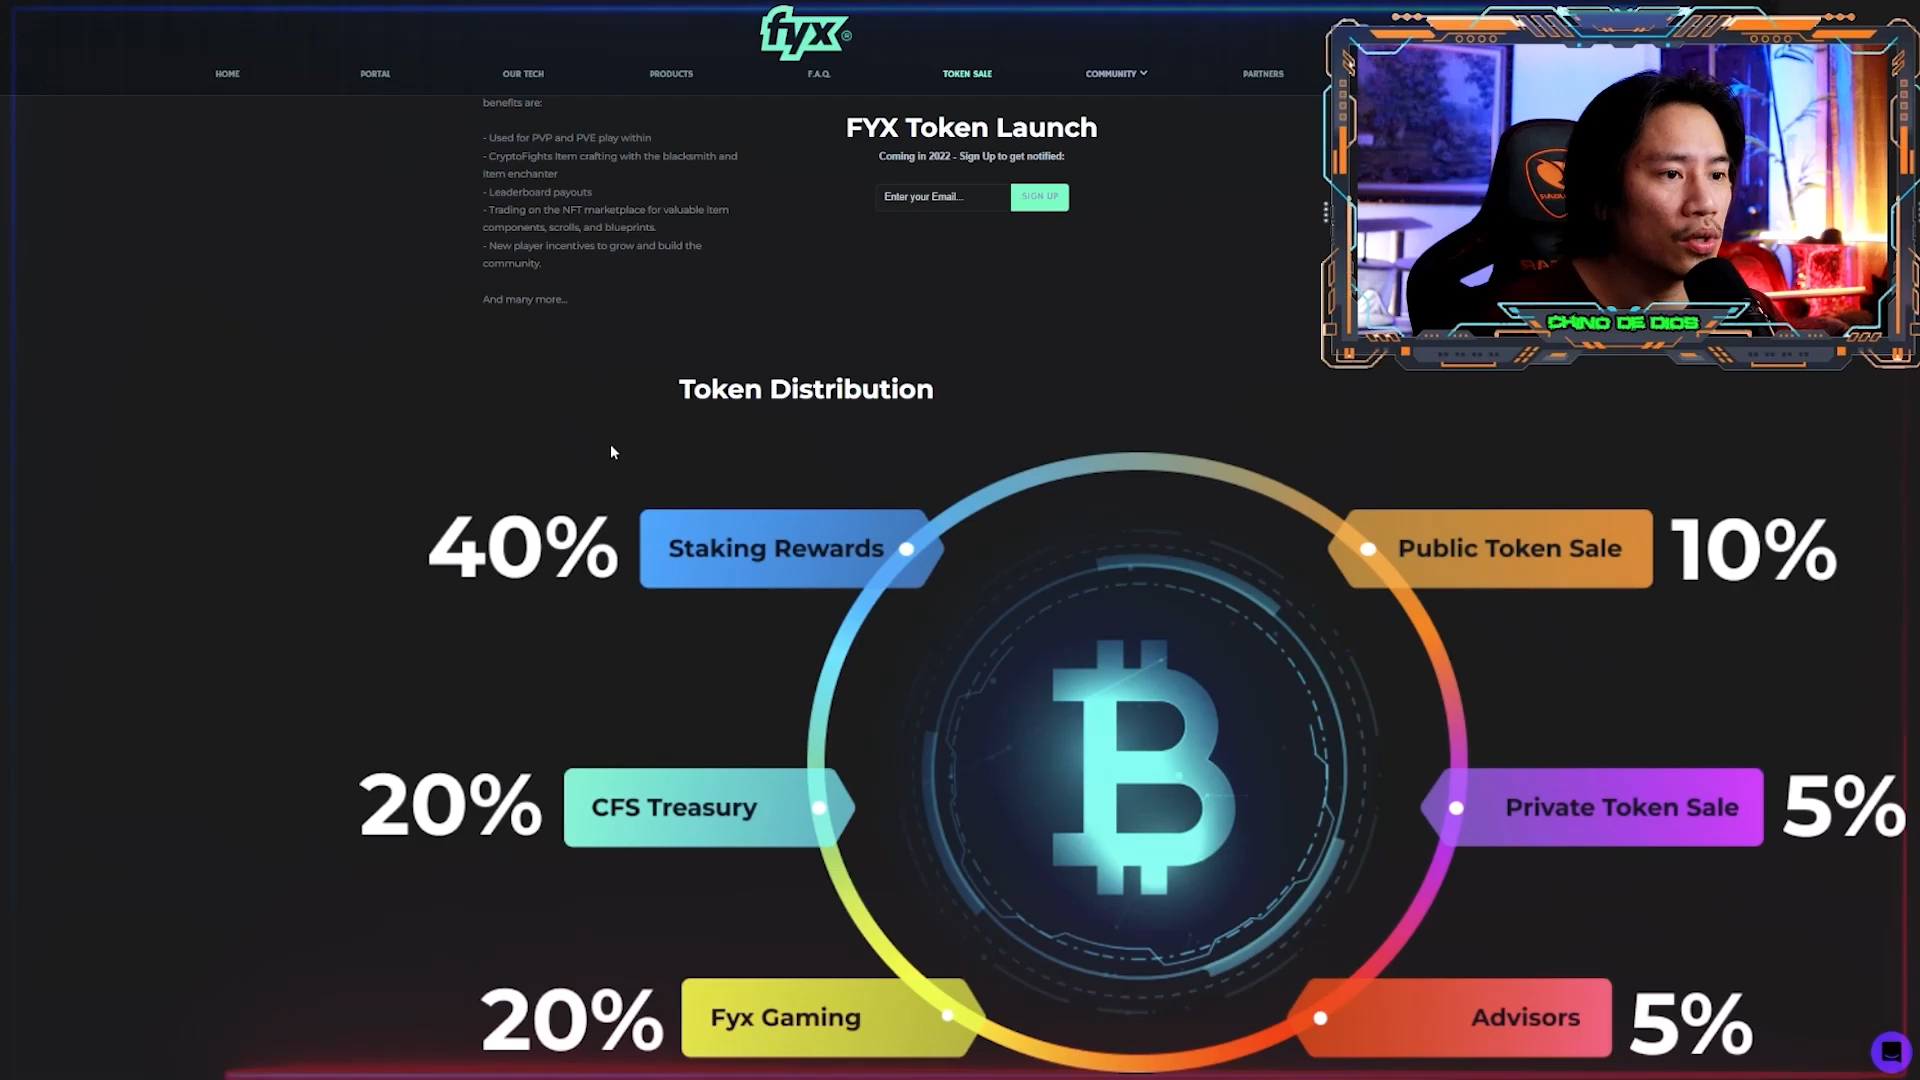 fyx®
HOME PORTAL OUR TECH PRODUCTS F.A.Q. TOKEN SALE COMMUNITY PARTNERS
benefits are:
- Used for PVP and PVE play within
- CryptoFights Item crafting with the blacksmith and
item enchanter
- Leaderboard payouts
- Trading on the NFT marketplace for valuable item
components, scrolls, and blueprints.
- New player incentives to grow and build the
community.
And many more...
FYX Token Launch
Coming in 2022 - Sign Up to get notified:
Enter your Email... SIGN UP
CHINO DE DIOS
Token Distribution
40% Staking Rewards
Public Token Sale 10%
20% CFS Treasury
Private Token Sale 5%
20% Fyx Gaming
Advisors 5%